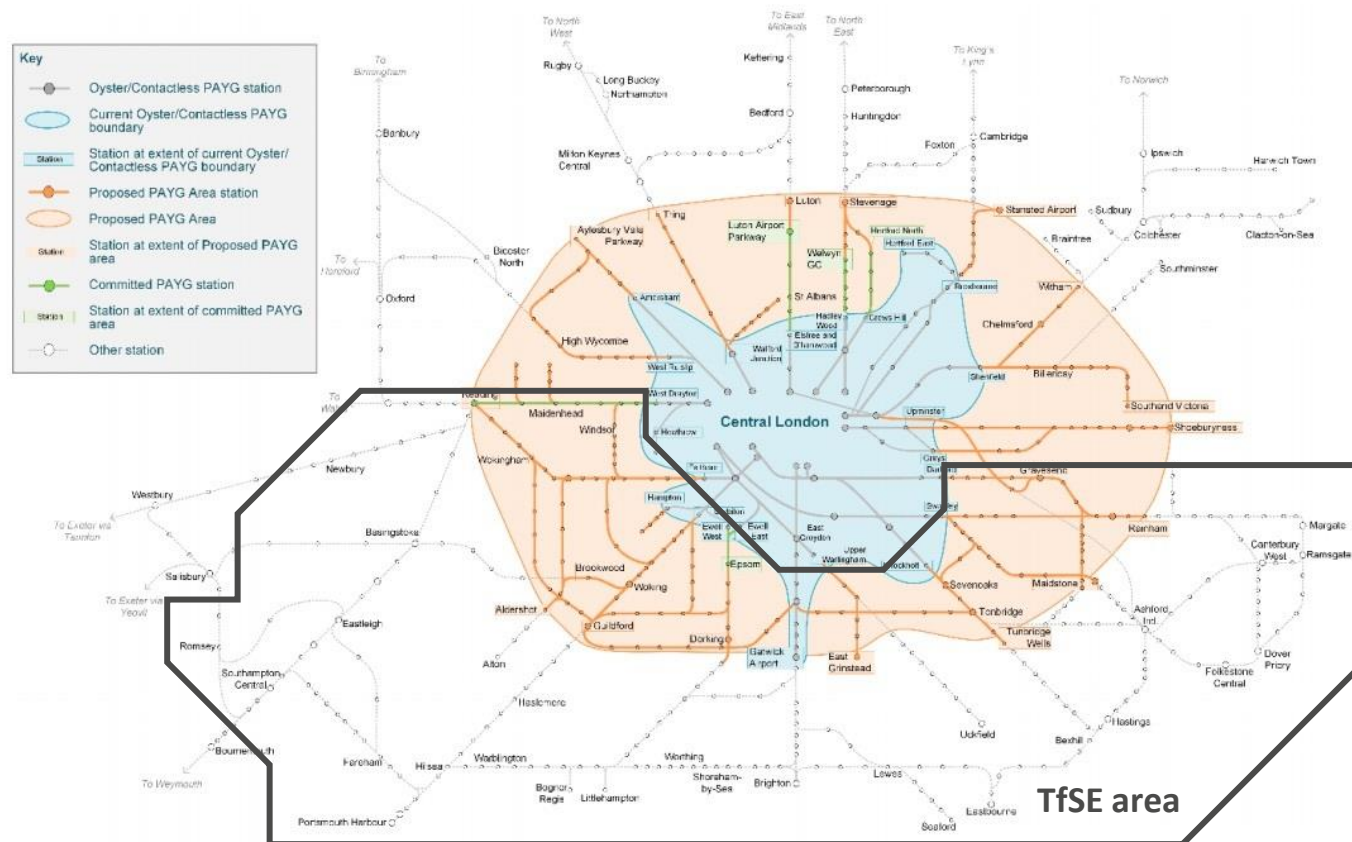 Key
Oyster/Contactless PAYG station
Current Oyster/Contactless PAYG
boundary
Station
Station at extent of current Oyster/
Contactless PAYG boundary
Proposed PAYG Area station
Proposed PAYG Area
Station
Station at extent of Proposed PAYG
area
Committed PAYG station
Station
Station at extent of committed PAYG
area
Other station
To
Birmingham
To North
West
To East
Midlands
To North
East
To King's
Lynn
To Norwich
Rugby
Long Buckby
Northampton
Kettering
Peterborough
Banbury
Bedford
Huntingdon
Foxton
Cambridge
Milton Keynes
Central
Ipswich
Harwich Town
Tring
Luton
Stevenage
Stansted Airport
Sudbury
Colchester
Clacton-on-Sea
Aylesbury Vale
Parkway
Luton Airport
Parkway
Hertford North
Hertford East
Braintree
Bicester
North
Welwyn
GC
Southminster
To
Hereford
Oxford
Amersham
St Albans
Broxbourne
Witham
Hadley
Wood
Crews Hill
Chelmsford
High Wycombe
Watford
Junction
Elstree and
B'hamwood
West Ruislip
Shenfield
Billericay
Reading
West Drayton
Southend Victoria
To
Maidenhead
Central London
Upminster
Windsor
Heathrow
Shoeburyness
Wokingham
Feltham
Grays
Dartford
Gravesend
Newbury
Westbury
Hampton
Surbiton
Swanley
Rainham
Margate
To Exeter via
Taunton
Basingstoke
Ewell
West
Ewell
East
East
Croydon
Canterbury
West
Ramsgate
Salisbury
Brookwood
Epsom
Upper
Warlingham
Knockholt
Woking
Sevenoaks
Maidstone
To Exeter via
Yeovil
Aldershot
Ashford
Int.
Eastleigh
Guildford
Tonbridge
Romsey
Dorking
Tunbridge
Wells
Alton
Gatwick
Airport
East
Grinstead
Dover
Priory
Southampton
Central
Folkestone
Central
Haslemere
Hastings
Uckfield
Bexhill
Bournemouth
Fareham
Hilsea
Warblington
Worthing
To Weymouth
Shoreham-
by-Sea
Brighton
Lewes
Bognor
Regis
Littlehampton
Eastbourne
TfSE area
Portsmouth Harbour
Seaford